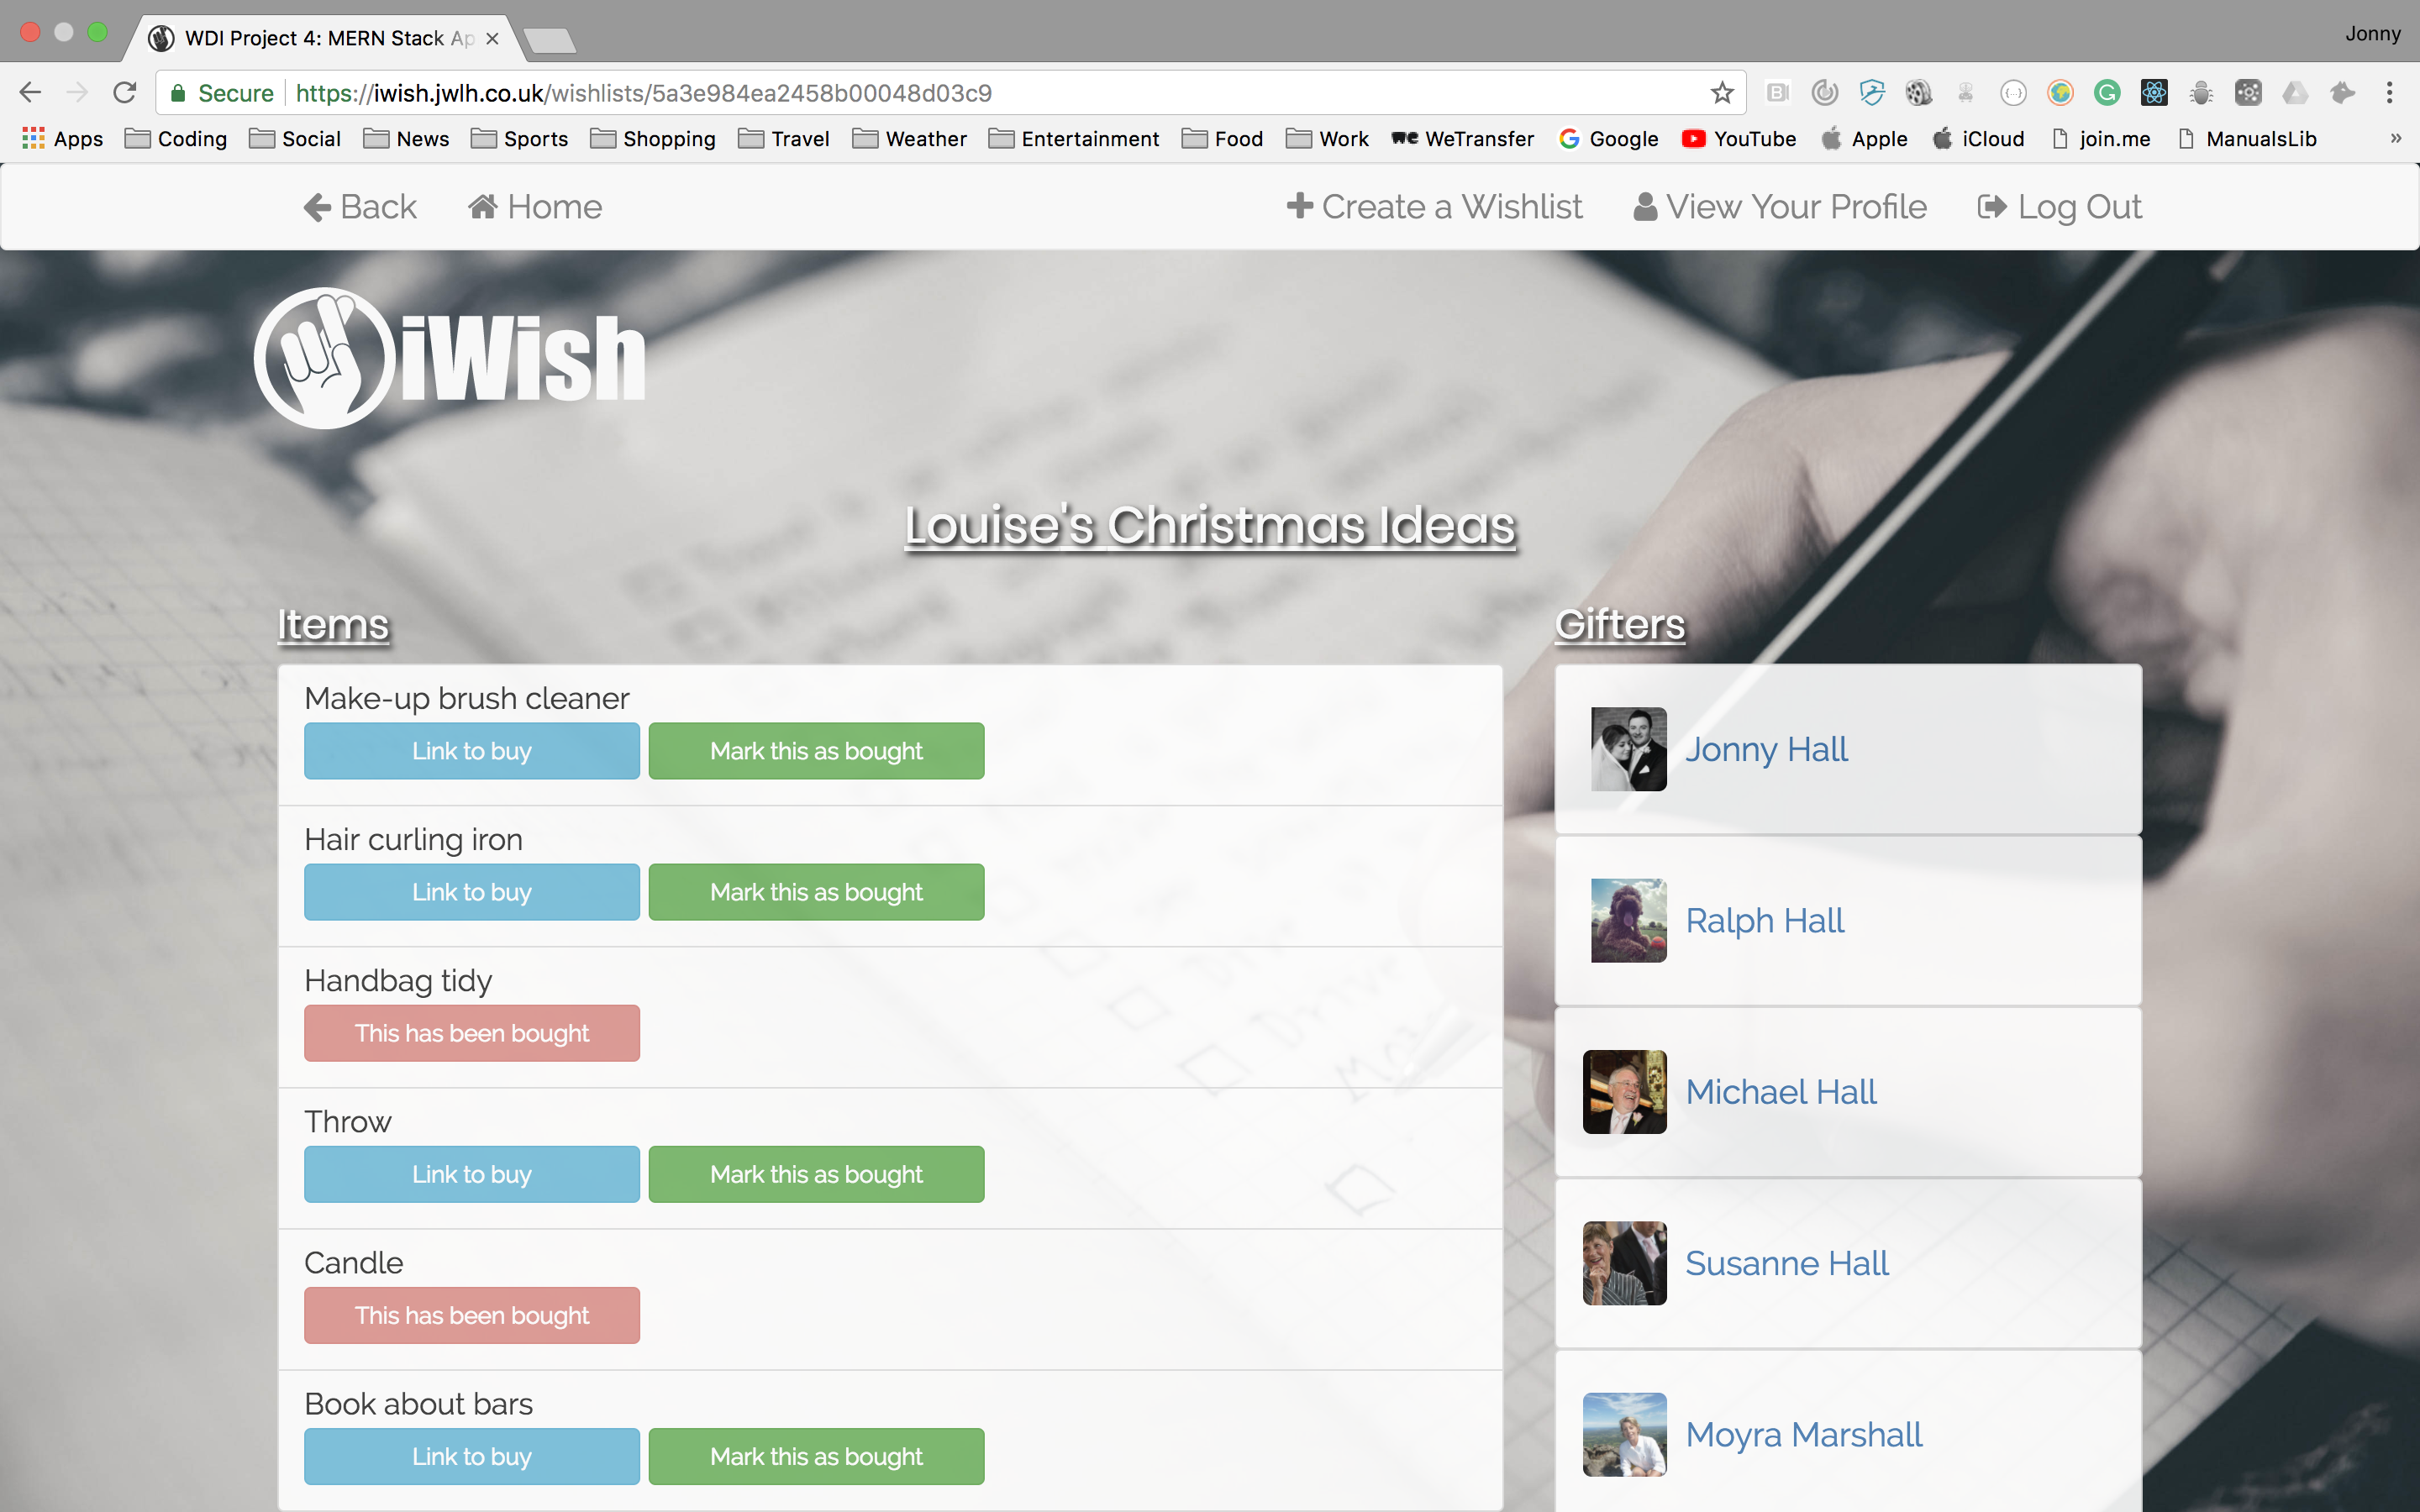 WDI Project 4: MERN Stack Ap
Jonny
Secure
https://iwish.jwlh.co.uk/wishlists/5a3e984ea2458b00048d03c9
Apps Coding Social News Sports Shopping Travel Weather Entertainment Food Work WeTransfer Google YouTube Apple iCloud join.me ManualsLib »
Back Home Create a Wishlist View Your Profile Log Out
iWish
Louise's Christmas Ideas
Items
Make-up brush cleaner
Link to buy Mark this as bought
Hair curling iron
Link to buy Mark this as bought
Handbag tidy
This has been bought
Throw
Link to buy Mark this as bought
Candle
This has been bought
Book about bars
Link to buy Mark this as bought
Gifters
Jonny Hall
Ralph Hall
Michael Hall
Susanne Hall
Moyra Marshall